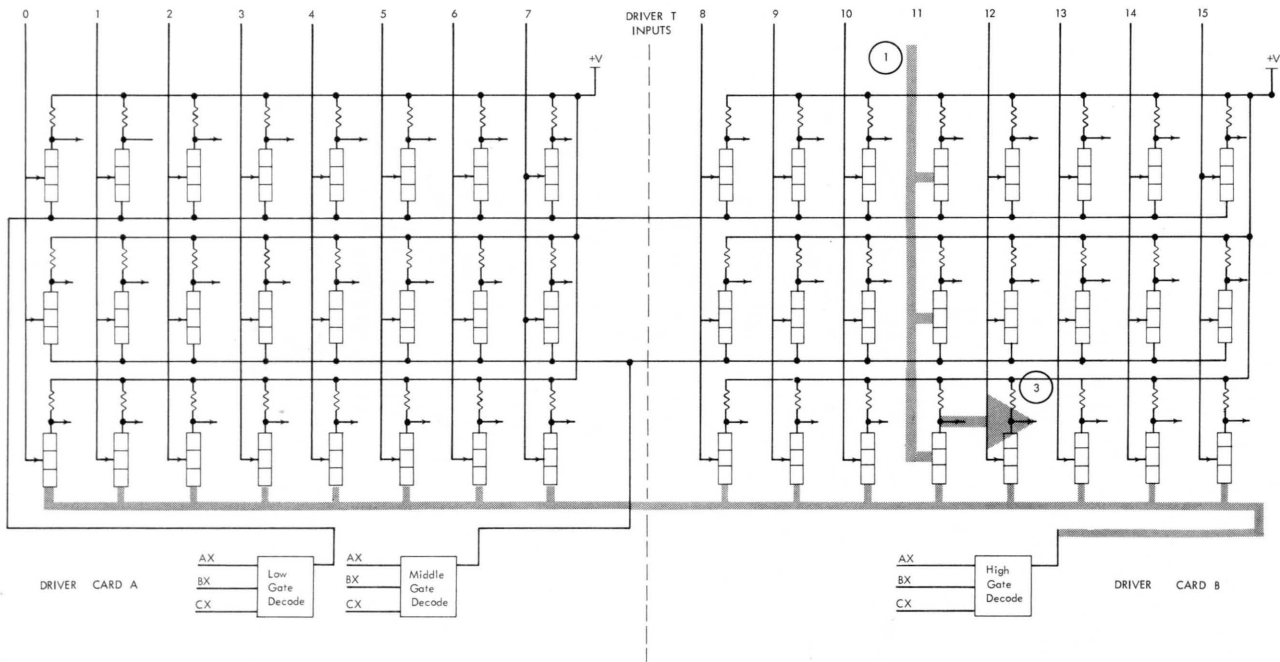 0 1 2 3 4 5 6 7 DRIVER T 8 9 10 11 12 13 14 15
INPUTS
+V +V
1
3
AX AX AX
Low Middle High
BX BX BX
Gate Gate Gate
Decode Decode Decode
CX CX CX
DRIVER CARD A DRIVER CARD B